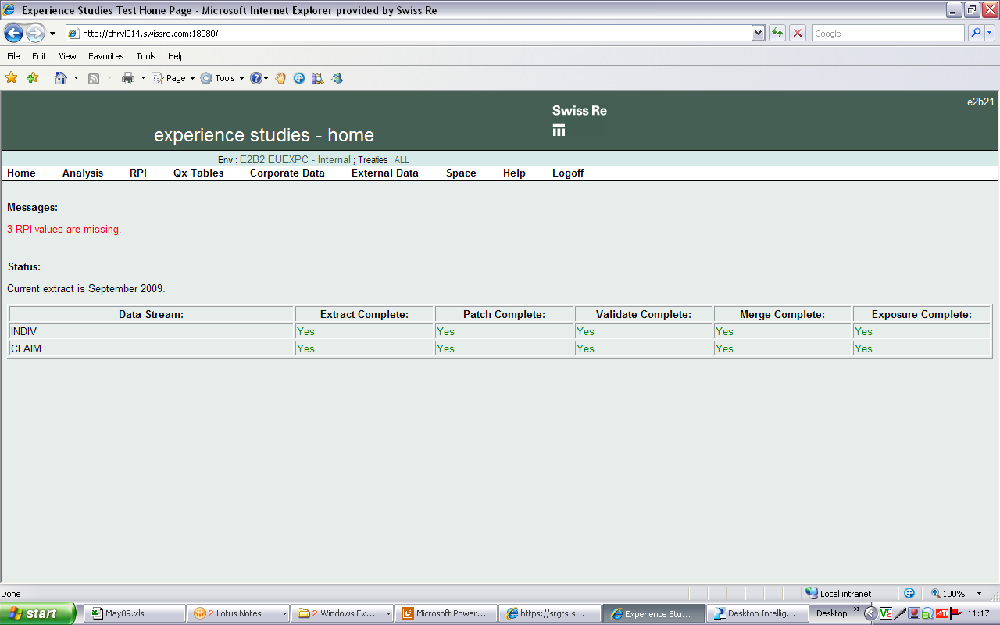 Experience Studies Test Home Page - Microsoft Internet Explorer provided by Swiss Re
http://chrvl014.swissre.com:18080/
Google
File Edit View Favorites Tools Help
Page Tools
e2b21
Swiss Re
experience studies - home
Env : E2B2 EUEXPC - Internal ; Treaties : ALL
Home Analysis RPI Qx Tables Corporate Data External Data Space Help Logoff
Messages:
3 RPI values are missing.
Status:
Current extract is September 2009.
Data Stream: Extract Complete: Patch Complete: Validate Complete: Merge Complete: Exposure Complete:
INDIV Yes Yes Yes Yes Yes
CLAIM Yes Yes Yes Yes Yes
Done Local intranet 100%
start May09.xls 2 Lotus Notes 2 Windows Ex... Microsoft Power... https://srgts.s... Experience Stu... Desktop Intellig... Desktop » ATI 11:17